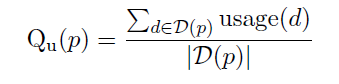 Q_u(p) = \frac{\sum_{d \in \mathcal{D}(p)} \text{usage}(d)}{|\mathcal{D}(p)|}